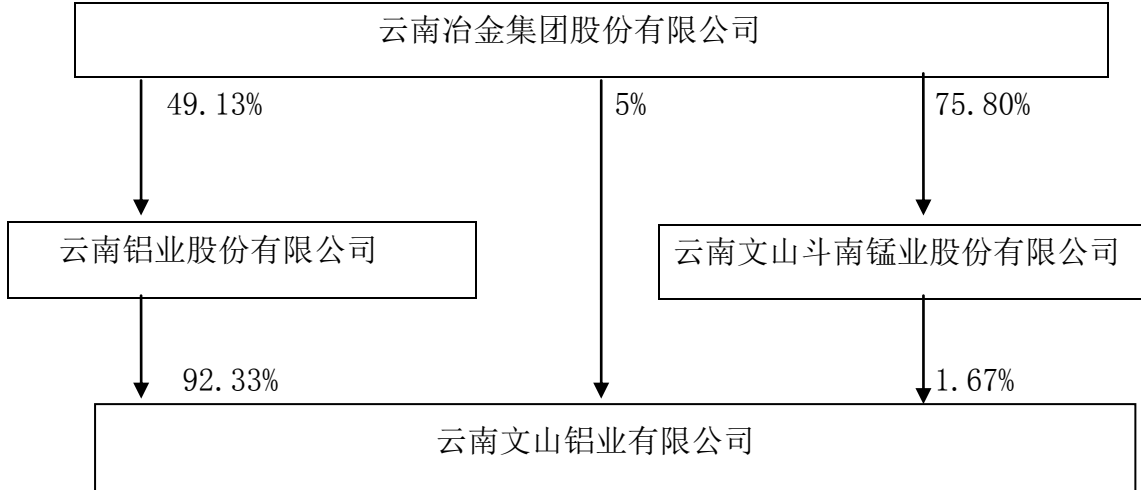 云南冶金集团股份有限公司
49.13%
5%
75.80%
云南铝业股份有限公司
云南文山斗南锰业股份有限公司
92.33%
1.67%
云南文山铝业有限公司